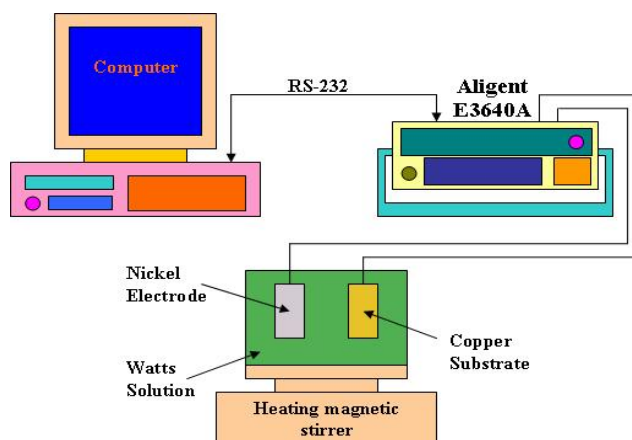 Computer
RS-232
Aligent
E3640A
Nickel
Electrode
Watts
Solution
Copper
Substrate
Heating magnetic
stirrer